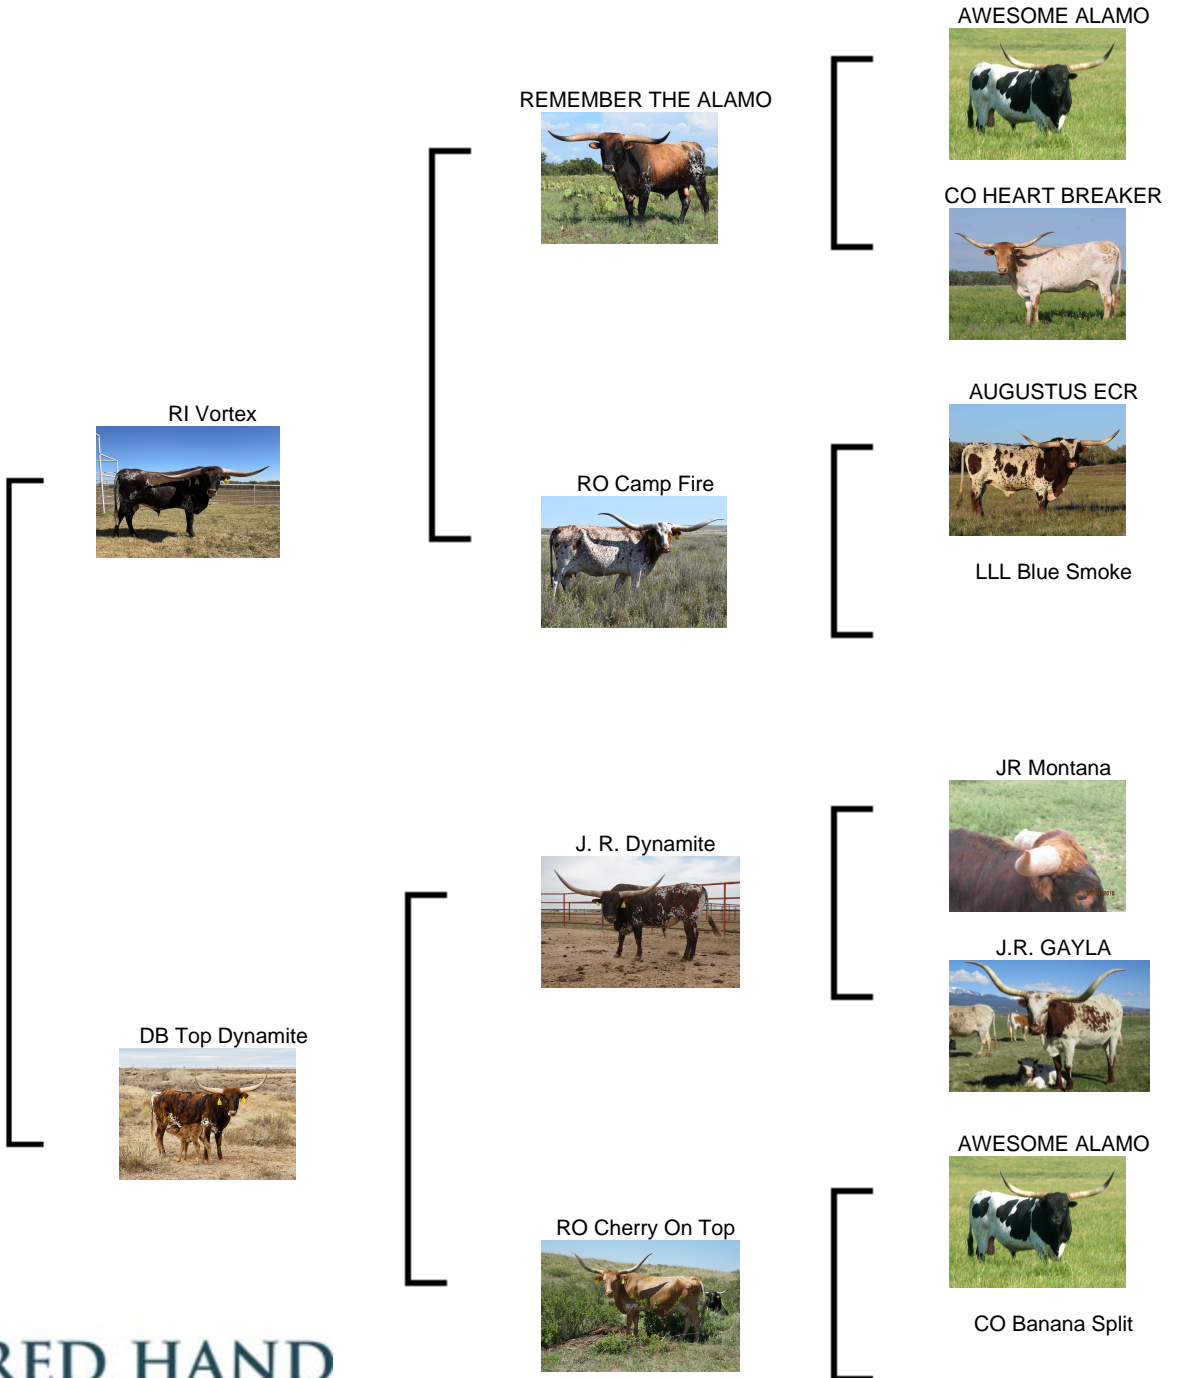 AWESOME ALAMO
REMEMBER THE ALAMO
CO HEART BREAKER
AUGUSTUS ECR
RI Vortex
RO Camp Fire
LLL Blue Smoke
JR Montana
J. R. Dynamite
J.R. GAYLA
DB Top Dynamite
AWESOME ALAMO
RO Cherry On Top
CO Banana Split
RED HAND